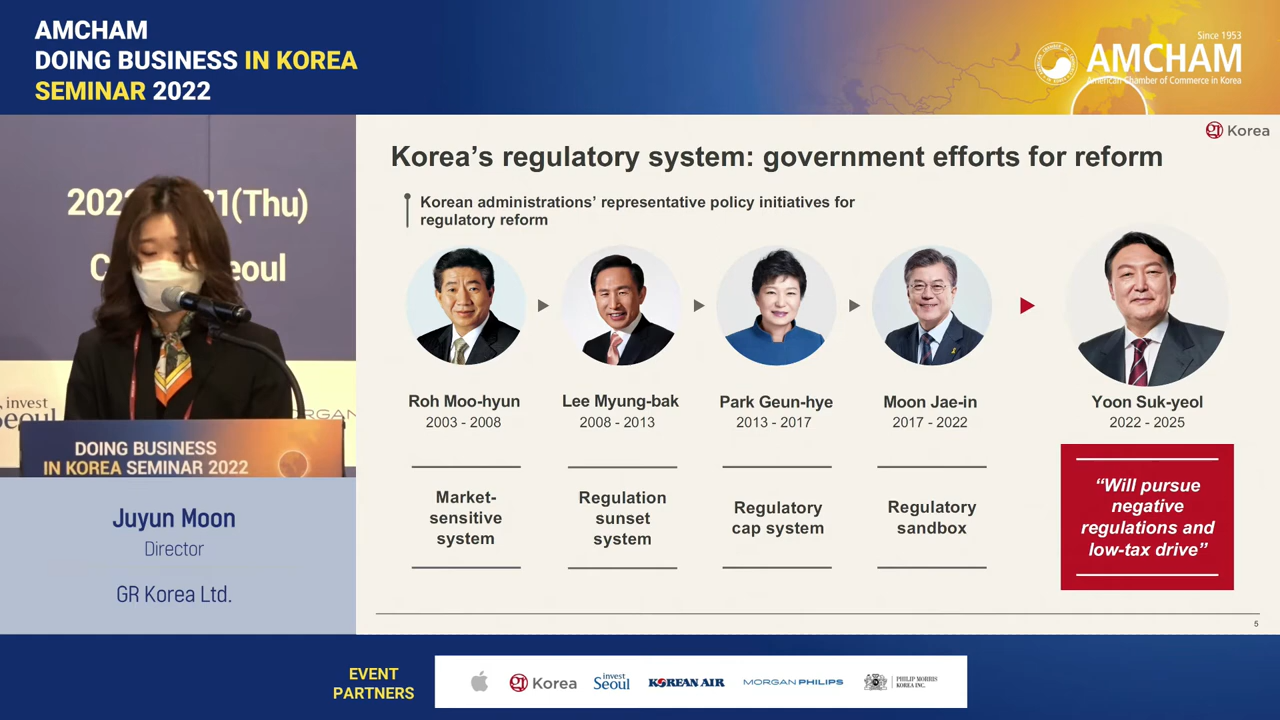 AMCHAM
DOING BUSINESS IN KOREA
SEMINAR 2022
Since 1953
AMCHAM
American Chamber of Commerce in Korea
Korea
Korea's regulatory system: government efforts for reform
Korean administrations' representative policy initiatives for
regulatory reform
Roh Moo-hyun
2003 - 2008
Lee Myung-bak
2008 - 2013
Park Geun-hye
2013 - 2017
Moon Jae-in
2017 - 2022
Yoon Suk-yeol
2022 - 2025
Market-
sensitive
system
Regulation
sunset
system
Regulatory
cap system
Regulatory
sandbox
“Will pursue
negative
regulations and
low-tax drive”
5
(Thu)
invest
Seoul
DOING BUSINESS
IN KOREA SEMINAR 2022
Juyun Moon
Director
GR Korea Ltd.
EVENT
PARTNERS
Korea
invest
Seoul
KOREAN AIR
MORGAN PHILIPS
PHILIP MORRIS
KOREA INC.